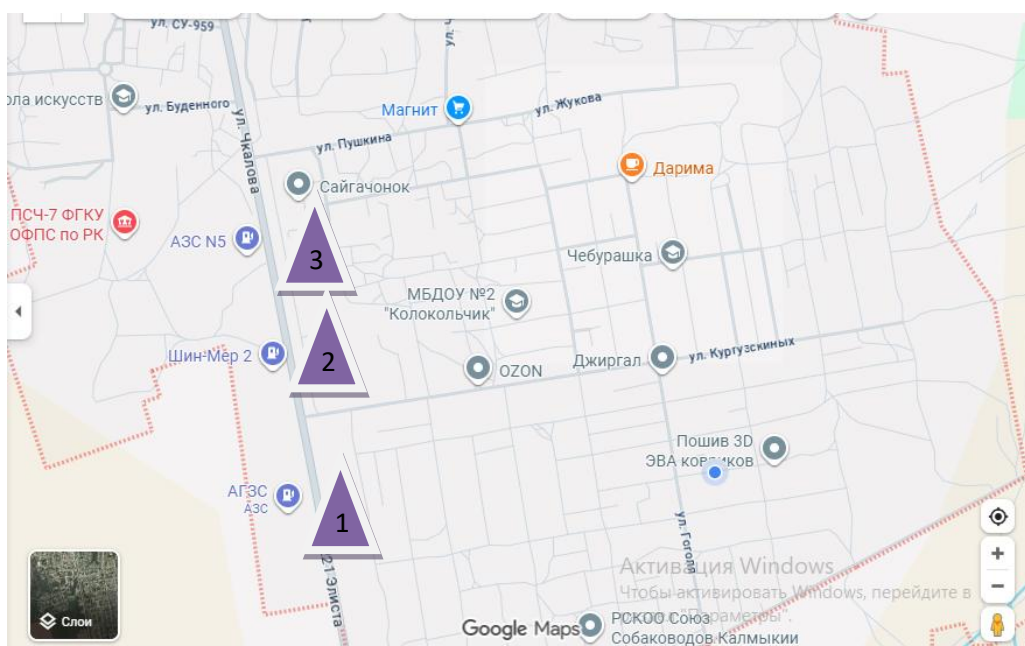 ул. СУ-959
ул. Ч
ола искусств
ул. Буденного
ул. Чкалова
Магнит
ул. Жукова
ул. Пушкина
Сайгачонок
Дарима
ПСЧ-7 ФГКУ
ОФПС по РК
АЗС N5
3
Чебурашка
МБДОУ №2
"Колокольчик"
Шин-Мер 2
2
OZON
Джиргал
ул. Куртузскиныx
Пошив 3D
ЭВА ковриков
АГЗС
АЗС
1
ул. Гоголя
21 Элиста
Активация Windows
Чтобы активировать Windows, перейдите в
"Параметры".
Слои
Google Maps
РСКОО Союз
Собаководов Калмыкии